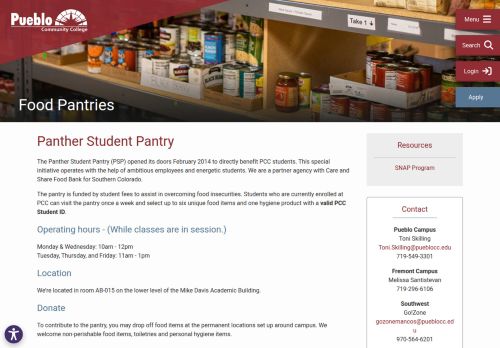 Pueblo
Community College
Menu
Search
Login
Apply
Take 1
Food Pantries
Panther Student Pantry
The Panther Student Pantry (PSP) opened its doors February 2014 to directly benefit PCC students. This special
initiative operates with the help of ambitious employees and energetic students. We are a partner agency with Care and
Share Food Bank for Southern Colorado.
The pantry is funded by student fees to assist in overcoming food insecurities. Students who are currently enrolled at
PCC can visit the pantry once a week and select up to six unique food items and one hygiene product with a valid PCC
Student ID.
Operating hours - (While classes are in session.)
Monday & Wednesday: 10am - 12pm
Tuesday, Thursday, and Friday: 11am - 1pm
Location
We're located in room AB-015 on the lower level of the Mike Davis Academic Building.
Donate
To contribute to the pantry, you may drop off food items at the permanent locations set up around campus. We
welcome non-perishable food items, toiletries and personal hygiene items.
Resources
SNAP Program
Contact
Pueblo Campus
Toni Skilling
Toni.Skilling@pueblocc.edu
719-549-3301
Fremont Campus
Melissa Santistevan
719-296-6106
Southwest
Go!Zone
gozonemancos@pueblocc.ed
u
970-564-6201